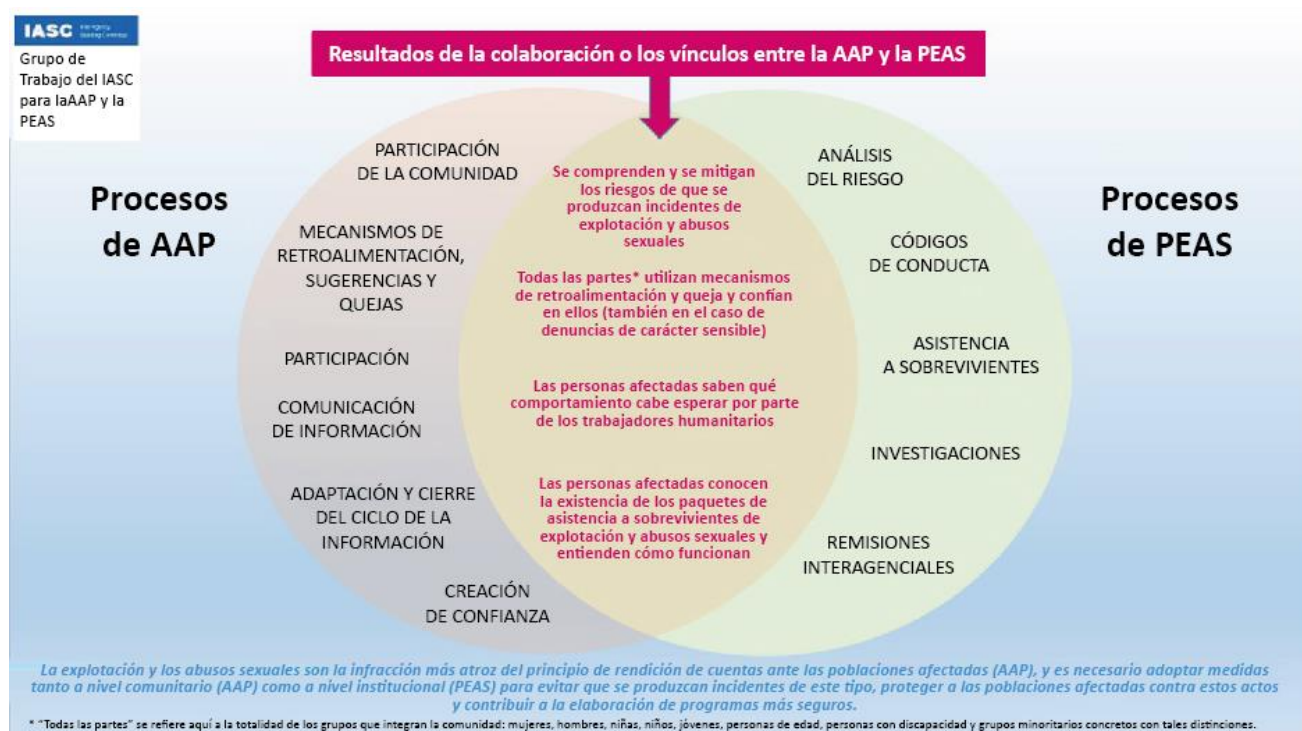 IASC
Grupo de
Trabajo del IASC
para laAAP y la
PEAS
Resultados de la colaboración o los vínculos entre la AAP y la PEAS
Procesos
de AAP
PARTICIPACIÓN
DE LA COMUNIDAD
MECANISMOS DE
RETROALIMENTACIÓN,
SUGERENCIAS Y
QUEJAS
PARTICIPACIÓN
COMUNICACIÓN
DE INFORMACIÓN
ADAPTACIÓN Y CIERRE
DEL CICLO DE LA
INFORMACIÓN
CREACIÓN
DE CONFIANZA
Se comprenden y se mitigan
los riesgos de que se
produzcan incidentes de
explotación y abusos
sexuales
Todas las partes* utilizan mecanismos
de retroalimentación y queja y confían
en ellos (también en el caso de
denuncias de carácter sensible)
Las personas afectadas saben qué
comportamiento cabe esperar por parte
de los trabajadores humanitarios
Las personas afectadas conocen
la existencia de los paquetes de
asistencia a sobrevivientes de
explotación y abusos sexuales y
entienden cómo funcionan
ANÁLISIS
DEL RIESGO
CÓDIGOS
DE CONDUCTA
ASISTENCIA
A SOBREVIVIENTES
INVESTIGACIONES
REMISIONES
INTERAGENCIALES
Procesos
de PEAS
La explotación y los abusos sexuales son la infracción más atroz del principio de rendición de cuentas ante las poblaciones afectadas (AAP), y es necesario adoptar medidas
tanto a nivel comunitario (AAP) como a nivel institucional (PEAS) para evitar que se produzcan incidentes de este tipo, proteger a las poblaciones afectadas contra estos actos
y contribuir a la elaboración de programas más seguros.
* "Todas las partes" se refiere aquí a la totalidad de los grupos que integran la comunidad: mujeres, hombres, niñas, niños, jóvenes, personas de edad, personas con discapacidad y grupos minoritarios concretos con tales distinciones.